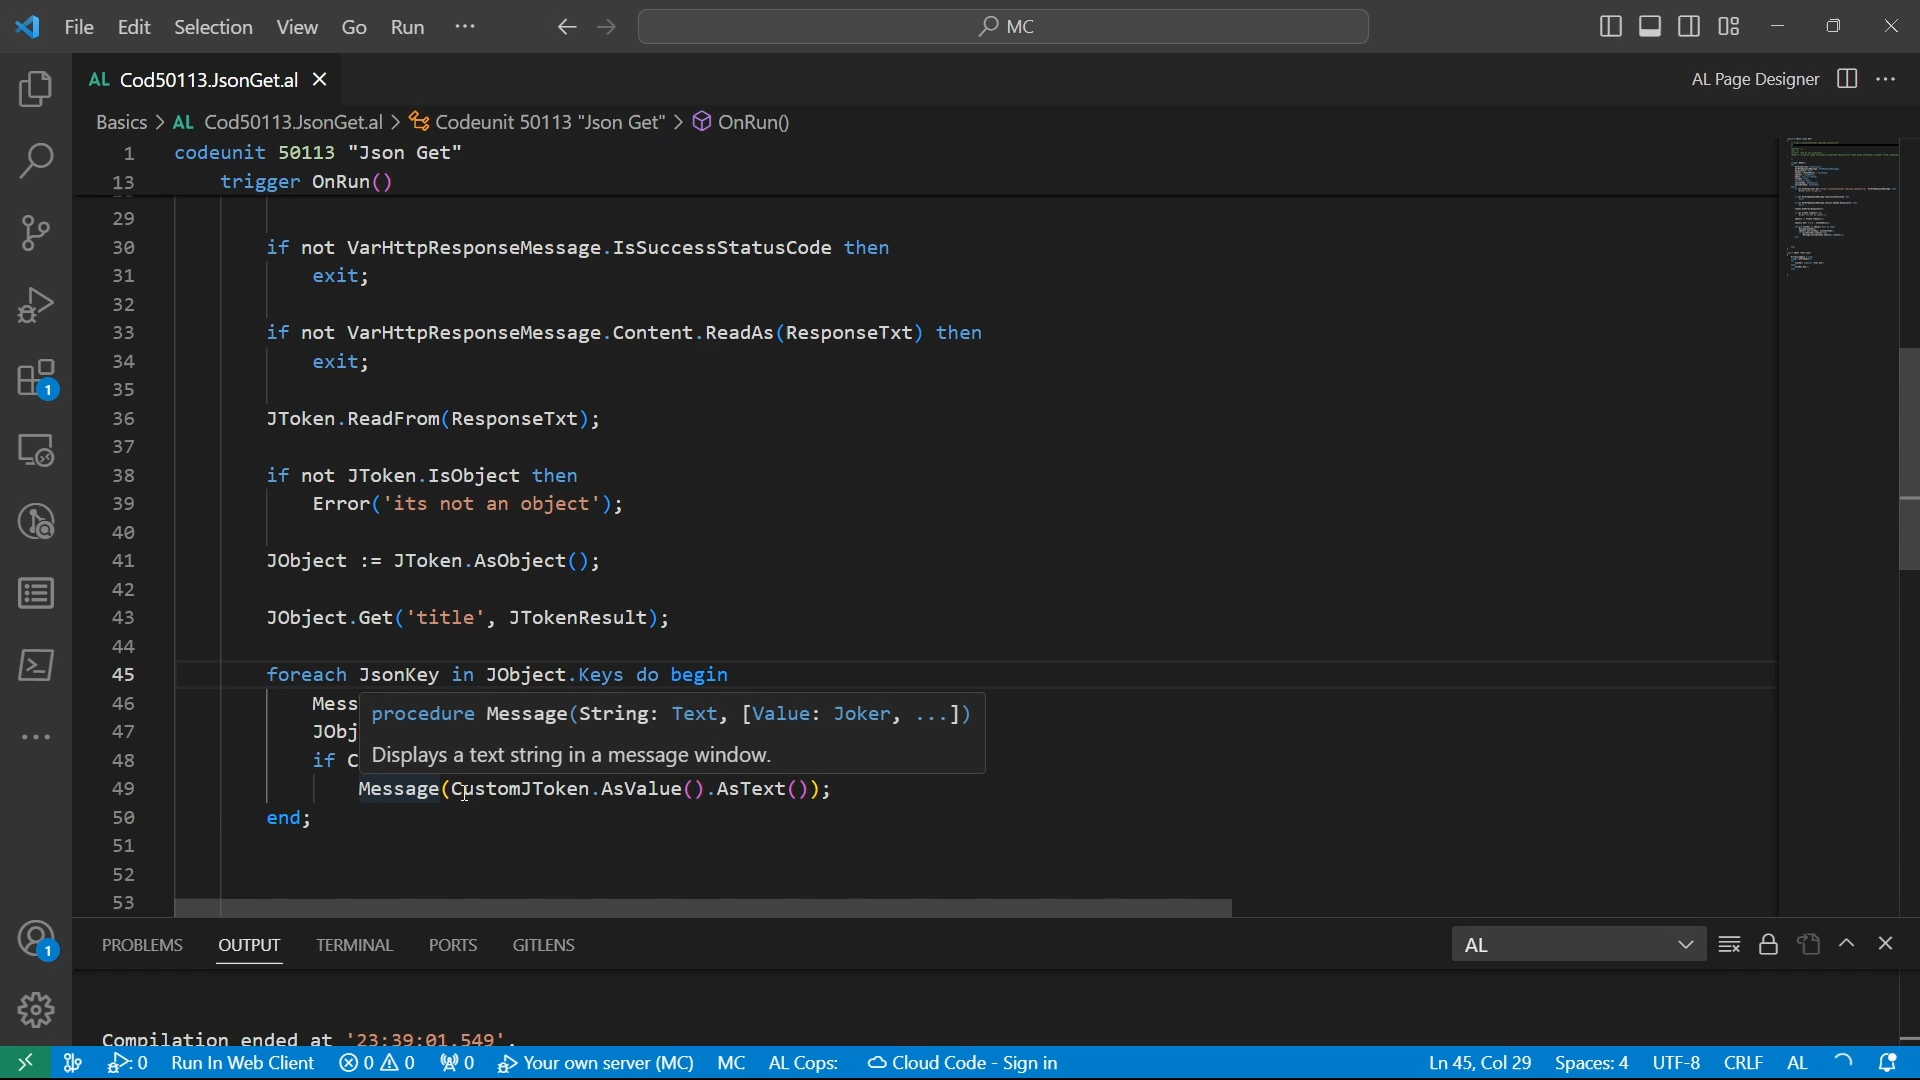 File Edit Selection View Go Run MC
AL Cod50113.JsonGet.al AL Page Designer
Basics > AL Cod50113.JsonGet.al > Codeunit 50113 "Json Get" > OnRun()
1 codeunit 50113 "Json Get"
13 trigger OnRun()
29
30 if not VarHttpResponseMessage.IsSuccessStatusCode then
31 exit;
32
33 if not VarHttpResponseMessage.Content.ReadAs(ResponseTxt) then
34 exit;
35
36 JToken.ReadFrom(ResponseTxt);
37
38 if not JToken.IsObject then
39 Error('its not an object');
40
41 JObject := JToken.AsObject();
42
43 JObject.Get('title', JTokenResult);
44
45 foreach JsonKey in JObject.Keys do begin
46 Mess
procedure Message(String: Text, [Value: Joker, ...])
47 JObj
Displays a text string in a message window.
48 if C
49 Message(CustomJToken.AsValue().AsText());
50 end;
51
52
53
PROBLEMS OUTPUT TERMINAL PORTS GITLENS AL
Compilation ended at '23:39:01.549'.
0 Run In Web Client 0 0 0 Your own server (MC) MC AL Cops: Cloud Code - Sign in Ln 45, Col 29 Spaces: 4 UTF-8 CRLF AL